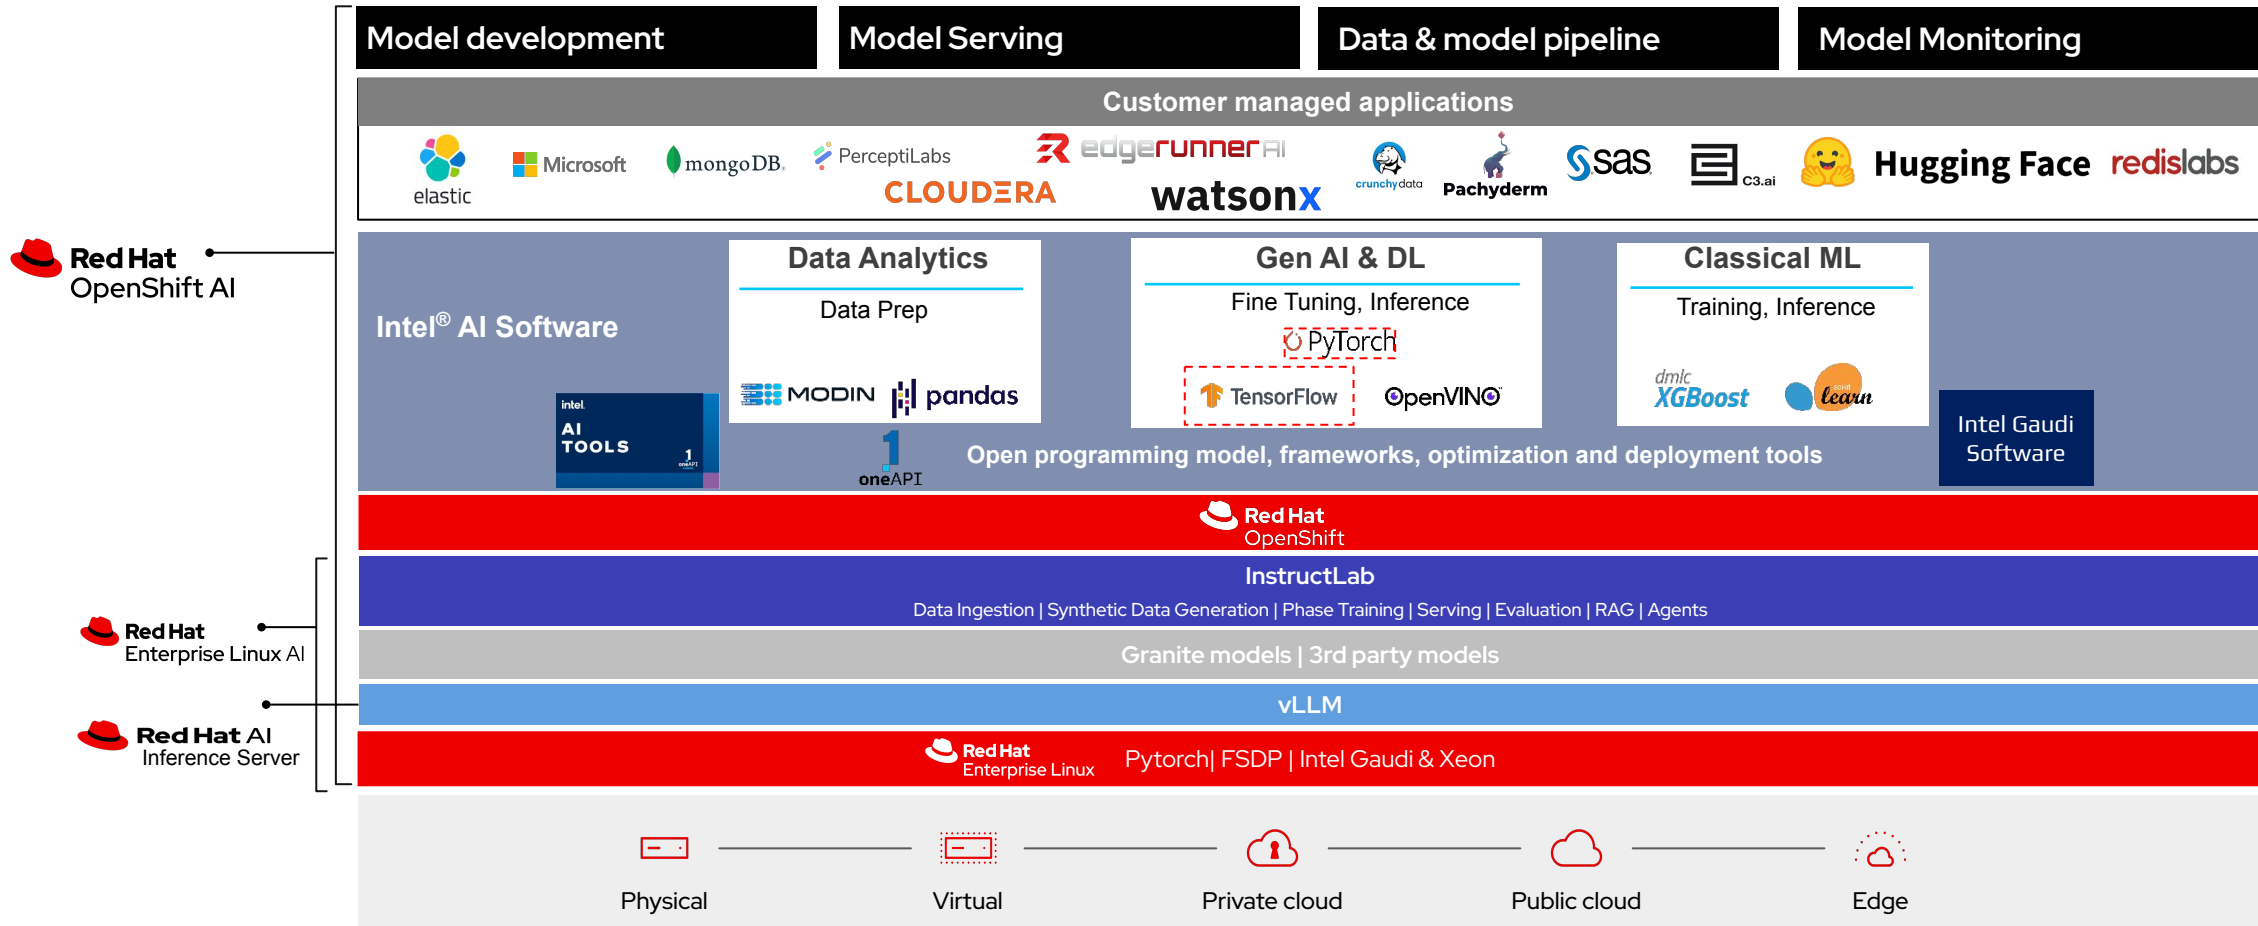 Model development
Model Serving
Data & model pipeline
Model Monitoring
Customer managed applications
elastic
Microsoft
mongoDB.
PerceptiLabs
CLOUDERA
edgerunner AI
watsonx
crunchy data
Pachyderm
sas
C3.ai
Hugging Face
redislabs
Red Hat
OpenShift AI
Intel® AI Software
Data Analytics
Data Prep
MODIN
pandas
Gen AI & DL
Fine Tuning, Inference
PyTorch
TensorFlow
OpenVINO
Classical ML
Training, Inference
dmlc
XGBoost
scikit
learn
intel.
AI
TOOLS
1
oneAPI
1
oneAPI
Open programming model, frameworks, optimization and deployment tools
Intel Gaudi
Software
Red Hat
OpenShift
InstructLab
Data Ingestion | Synthetic Data Generation | Phase Training | Serving | Evaluation | RAG | Agents
Red Hat
Enterprise Linux AI
Granite models | 3rd party models
vLLM
Red Hat AI
Inference Server
Red Hat
Enterprise Linux
Pytorch| FSDP | Intel Gaudi & Xeon
Physical
Virtual
Private cloud
Public cloud
Edge